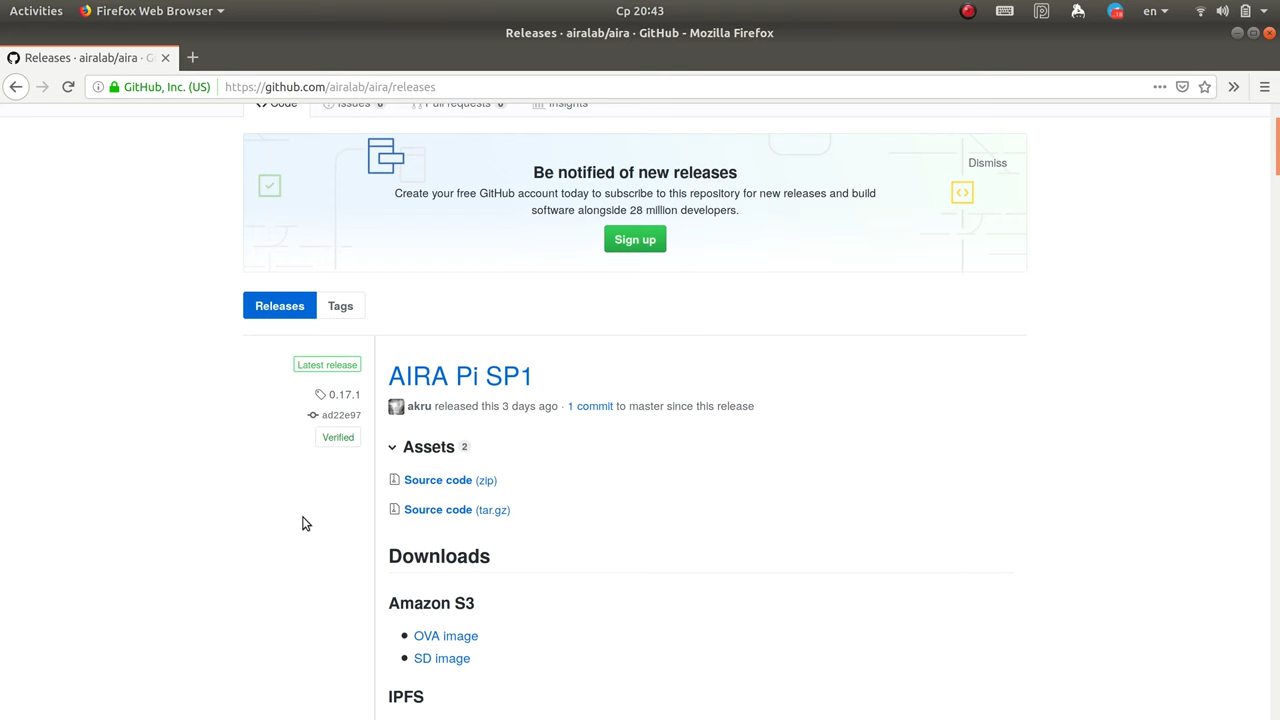 Activities Firefox Web Browser Ср 20:43 en
Releases · airalab/aira · GitHub - Mozilla Firefox
Releases · airalab/aira · G
GitHub, Inc. (US) https://github.com/airalab/aira/releases
Code Issues 0 Pull requests 0 Insights
Be notified of new releases
Dismiss
Create your free GitHub account today to subscribe to this repository for new releases and build
software alongside 28 million developers.
Sign up
Releases Tags
Latest release
AIRA Pi SP1
0.17.1
akru released this 3 days ago · 1 commit to master since this release
ad22e97
Verified
Assets 2
Source code (zip)
Source code (tar.gz)
Downloads
Amazon S3
OVA image
SD image
IPFS